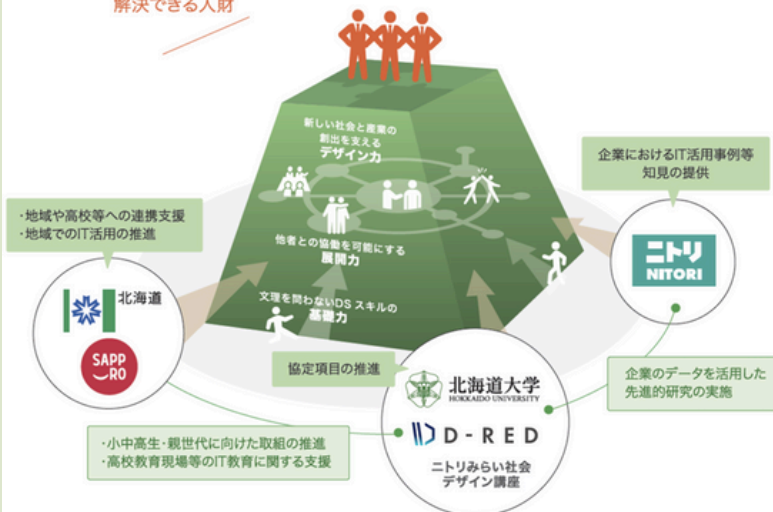 解決できる人財
新しい社会と産業の
創出を支える
デザイン力
他者との協働を可能にする
展開力
文理を問わないDSスキルの
基礎力
・地域や高校等への連携支援
・地域でのIT活用の推進
北海道
SAPP
RO
企業におけるIT活用事例等
知見の提供
ニトリ
NITORI
協定項目の推進
北海道大学
HOKKAIDO UNIVERSITY
D-RED
ニトリみらい社会
デザイン講座
企業のデータを活用した
先進的研究の実施
・小中高生・親世代に向けた取組の推進
・高校教育現場等のIT教育に関する支援